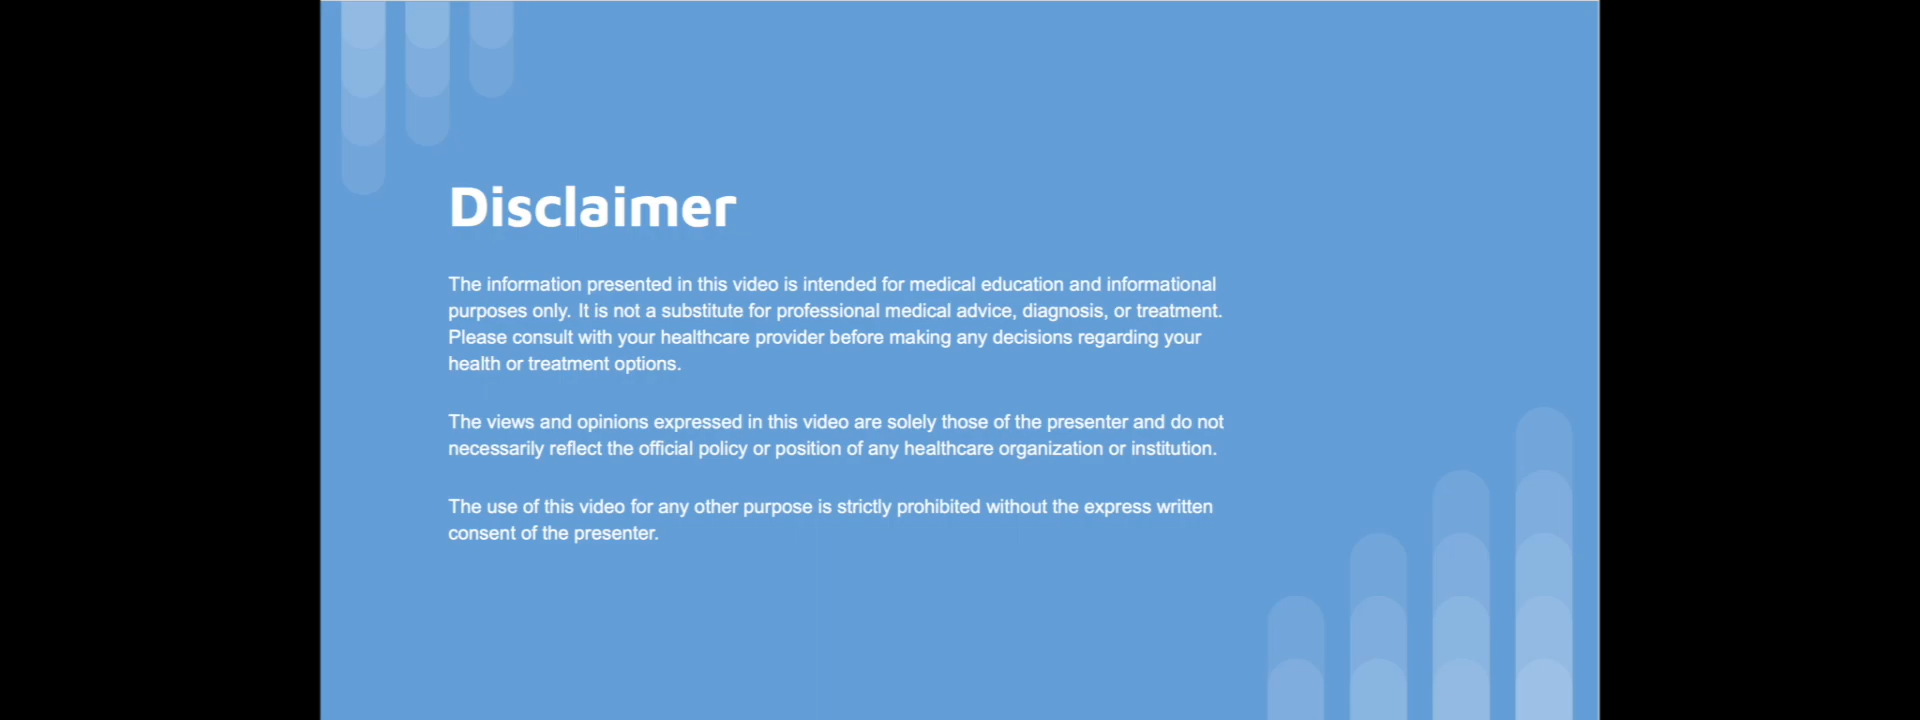 Disclaimer
The information presented in this video is intended for medical education and informational
purposes only. It is not a substitute for professional medical advice, diagnosis, or treatment.
Please consult with your healthcare provider before making any decisions regarding your
health or treatment options.
The views and opinions expressed in this video are solely those of the presenter and do not
necessarily reflect the official policy or position of any healthcare organization or institution.
The use of this video for any other purpose is strictly prohibited without the express written
consent of the presenter.